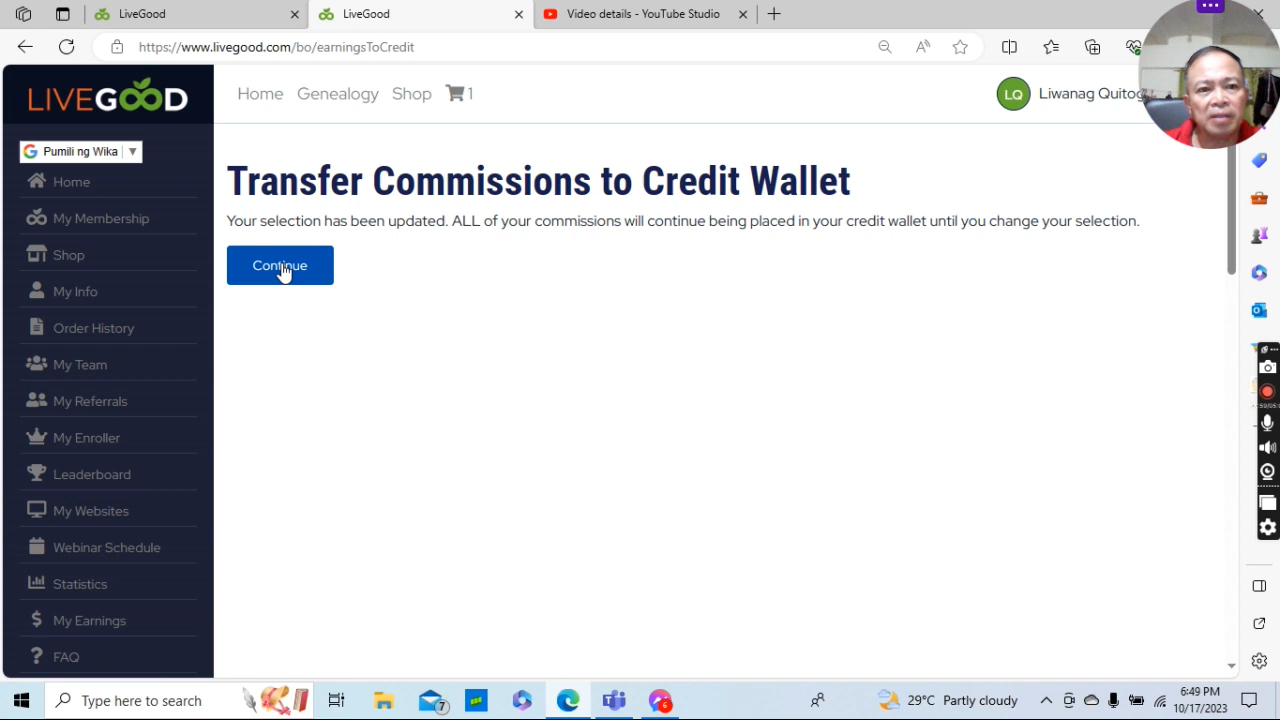 LiveGood
LiveGood
Video details - YouTube Studio
https://www.livegood.com/bo/earningsToCredit
LIVEGOOD
Home
Genealogy
Shop
1
LQ
Liwanag Quitog
Pumili ng Wika
Home
My Membership
Shop
My Info
Order History
My Team
My Referrals
My Enroller
Leaderboard
My Websites
Webinar Schedule
Statistics
My Earnings
FAQ
Transfer Commissions to Credit Wallet
Your selection has been updated. ALL of your commissions will continue being placed in your credit wallet until you change your selection.
Continue
Type here to search
7
6
29°C Partly cloudy
6:49 PM
10/17/2023